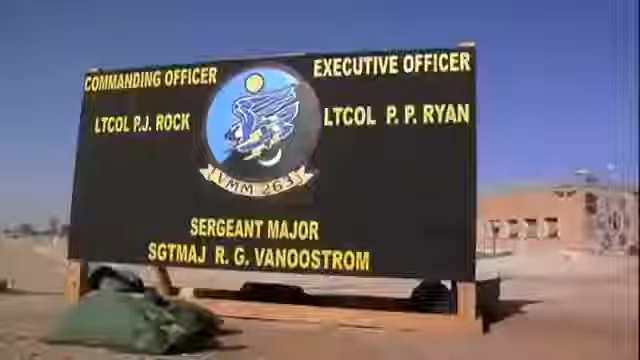 COMMANDING OFFICER
LTCOL P.J. ROCK
EXECUTIVE OFFICER
LTCOL P. P. RYAN
VMM 263
SERGEANT MAJOR
SGTMAJ R. G. VANOOSTROM